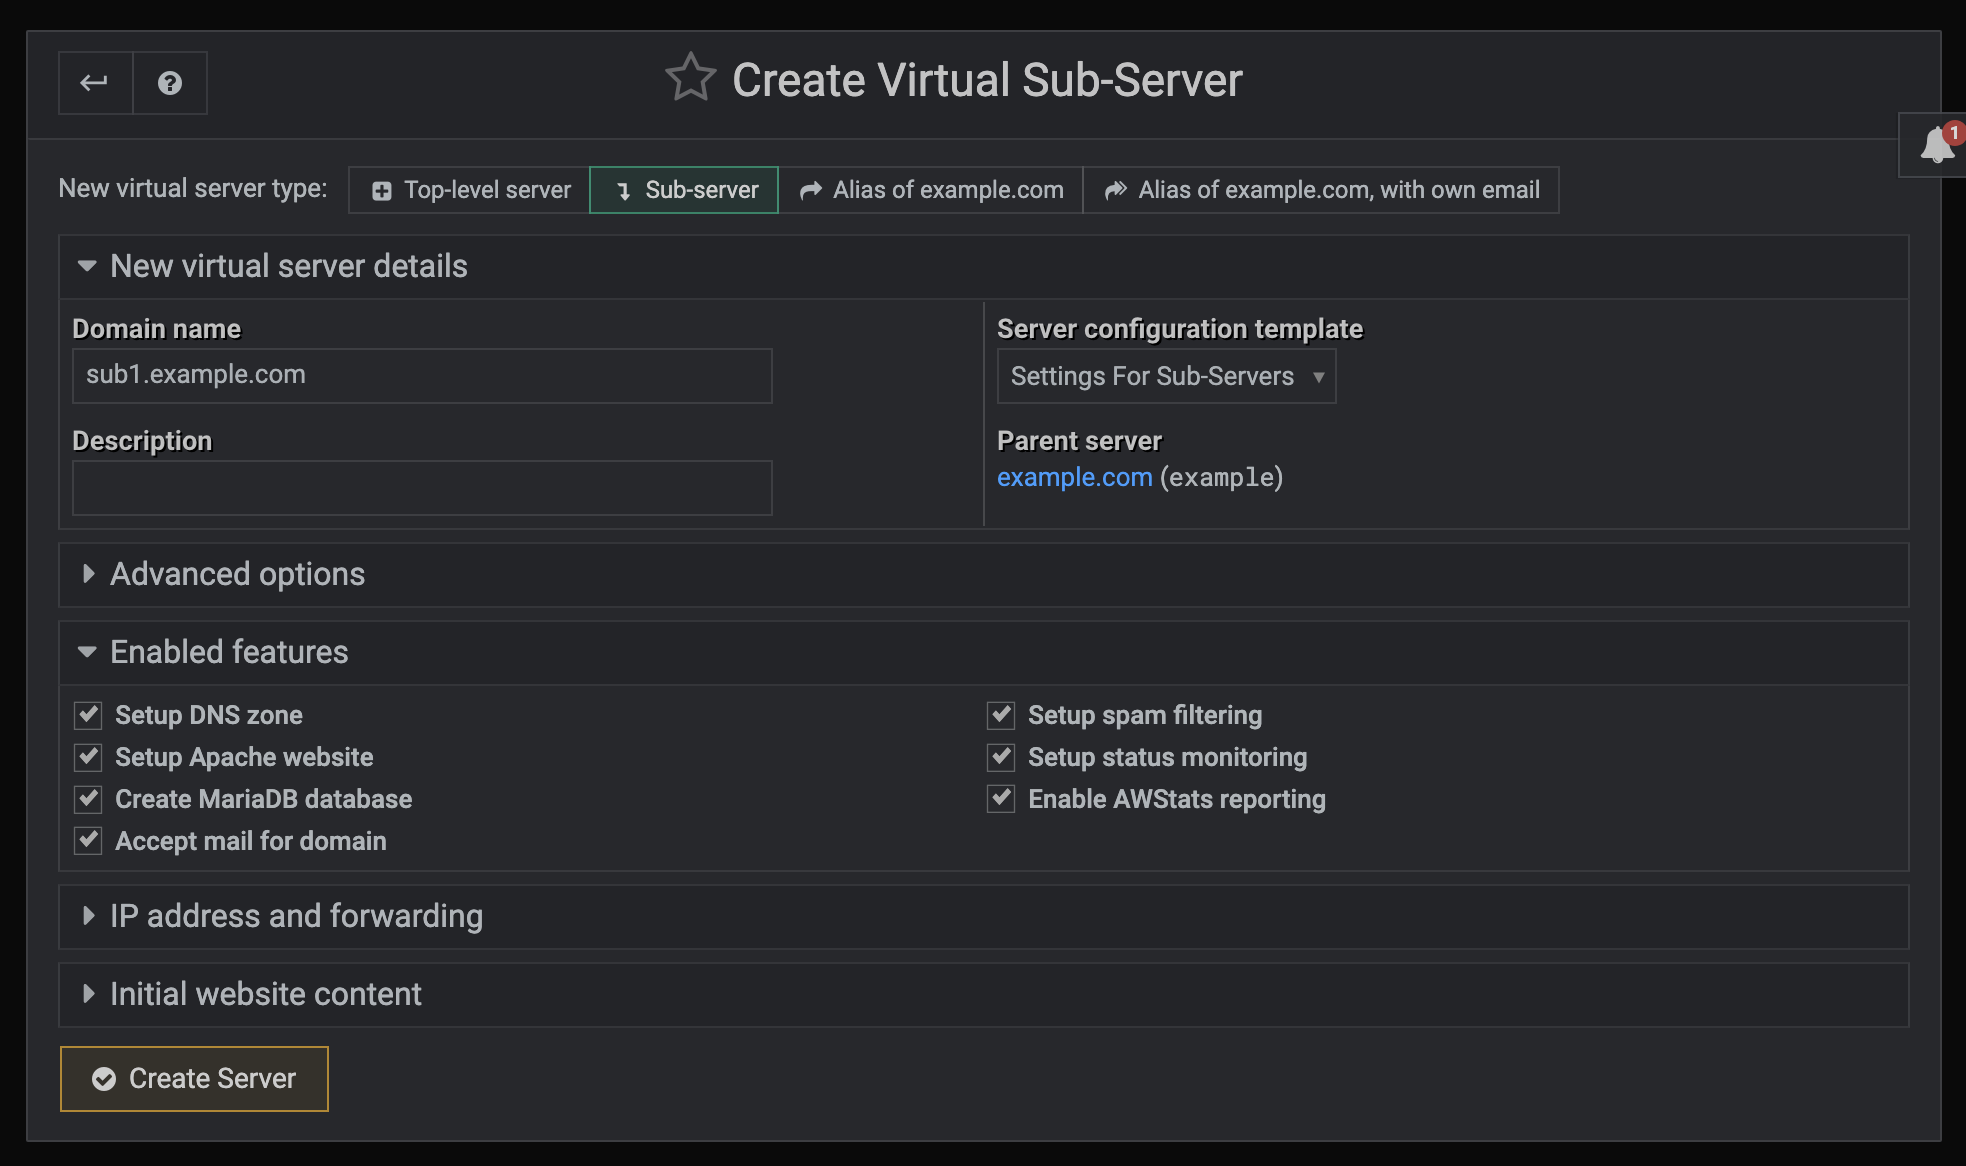 Create Virtual Sub-Server
1
New virtual server type: Top-level server Sub-server Alias of example.com Alias of example.com, with own email
New virtual server details
Domain name
sub1.example.com
Description
Server configuration template
Settings For Sub-Servers
Parent server
example.com (example)
Advanced options
Enabled features
Setup DNS zone
Setup Apache website
Create MariaDB database
Accept mail for domain
Setup spam filtering
Setup status monitoring
Enable AWStats reporting
IP address and forwarding
Initial website content
Create Server